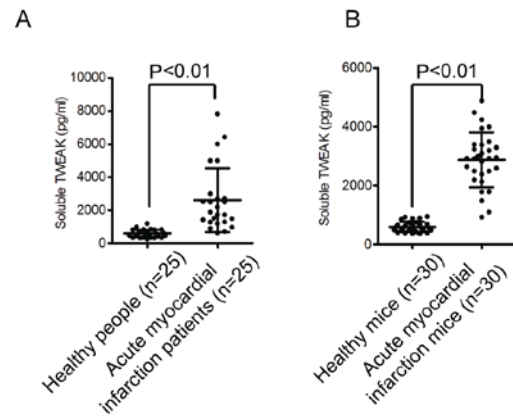 A
P<0.01
Soluble TWEAK (pg/ml)
10000
8000
6000
4000
2000
0
Healthy people (n=25)
Acute myocardial
infarction patients (n=25)
B
P<0.01
Soluble TWEAK (pg/ml)
6000
4000
2000
0
Healthy mice (n=30)
Acute myocardial
infarction mice (n=30)